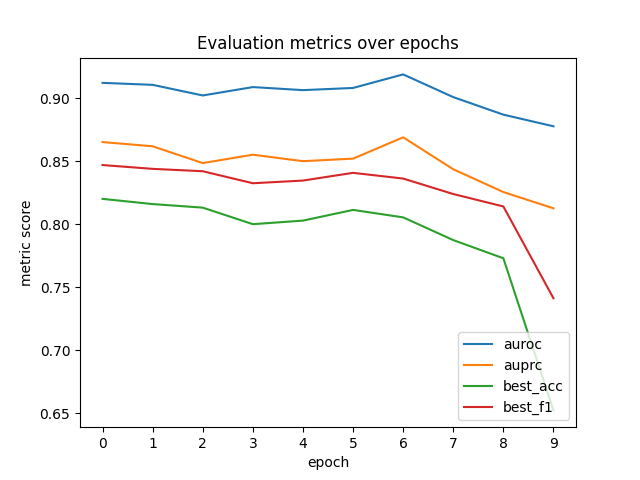 Evaluation metrics over epochs
metric score
0.90
0.85
0.80
0.75
0.70
0.65
auroc
auprc
best_acc
best_f1
0 1 2 3 4 5 6 7 8 9
epoch